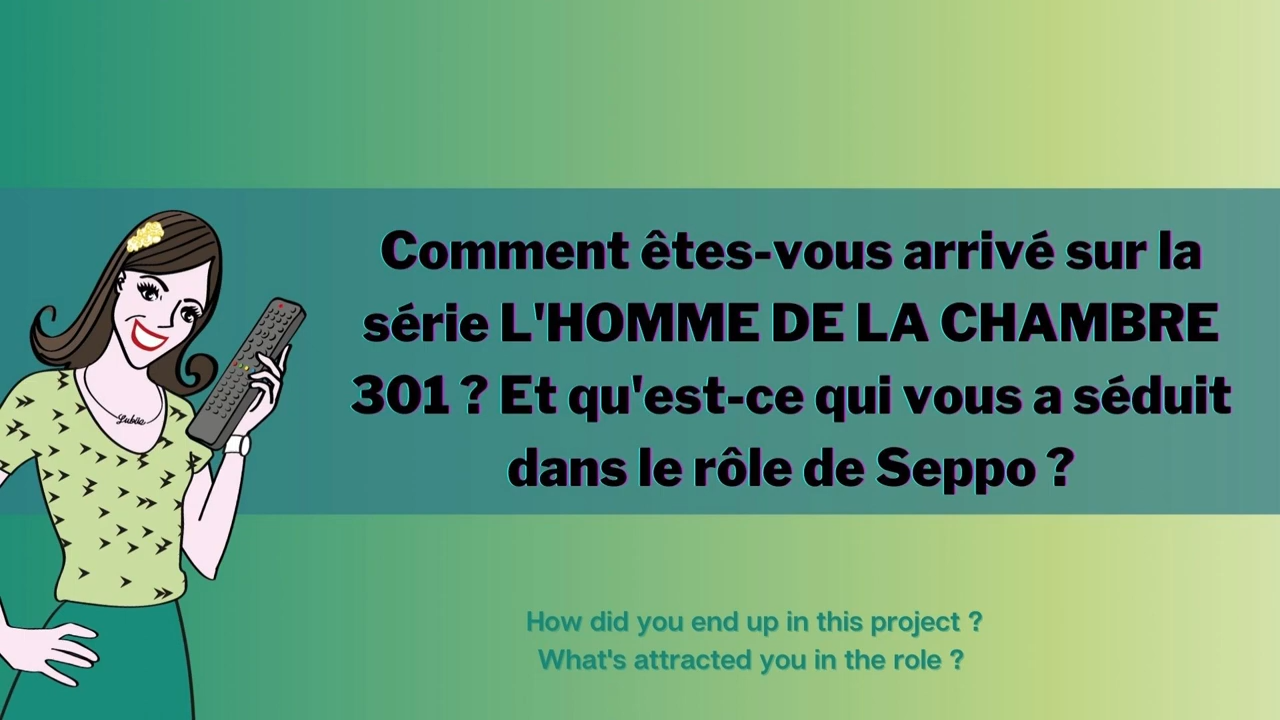 Comment êtes-vous arrivé sur la
série L'HOMME DE LA CHAMBRE
301 ? Et qu'est-ce qui vous a séduit
dans le rôle de Seppo ?
How did you end up in this project ?
What's attracted you in the role ?